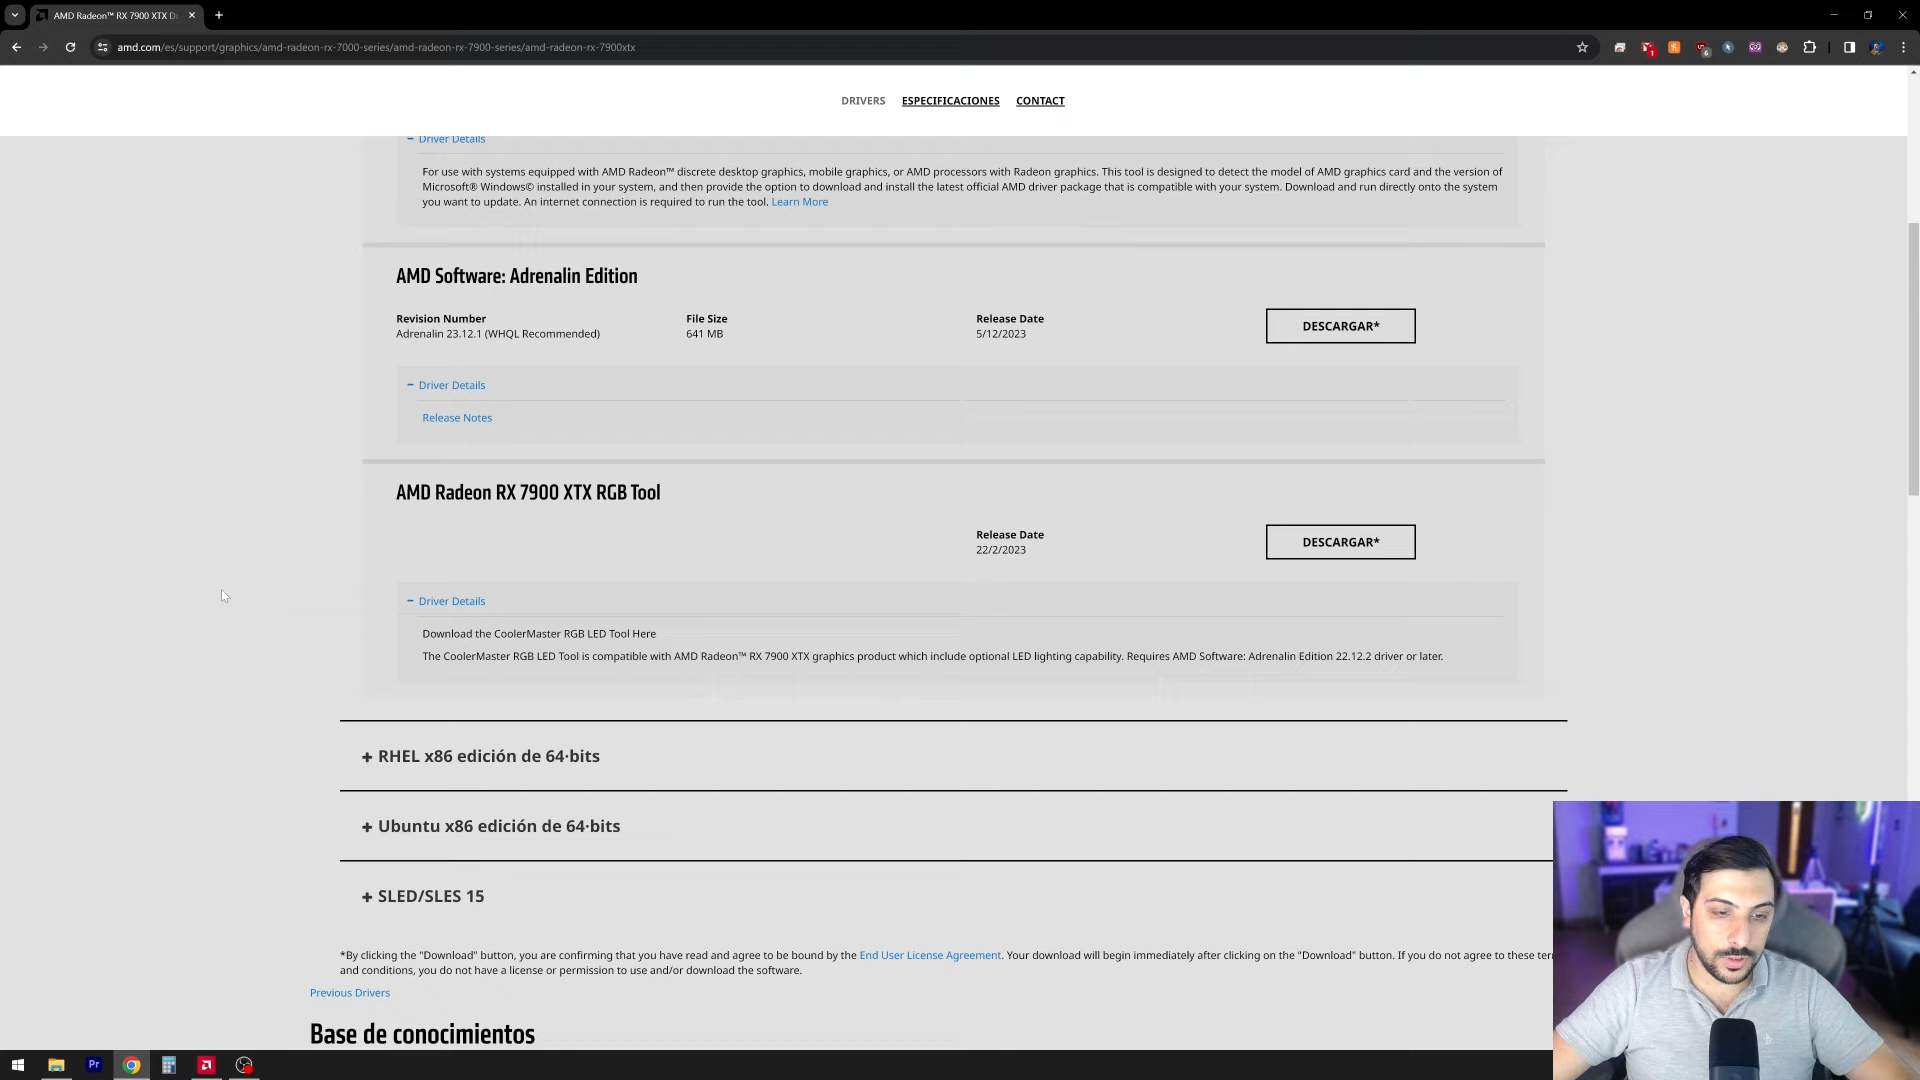 AMD Radeon™ RX 7900 XTX D
amd.com/es/support/graphics/amd-radeon-rx-7000-series/amd-radeon-rx-7900-series/amd-radeon-rx-7900xtx
DRIVERS ESPECIFICACIONES CONTACT
− Driver Details
For use with systems equipped with AMD Radeon™ discrete desktop graphics, mobile graphics, or AMD processors with Radeon graphics. This tool is designed to detect the model of AMD graphics card and the version of
Microsoft® Windows© installed in your system, and then provide the option to download and install the latest official AMD driver package that is compatible with your system. Download and run directly onto the system
you want to update. An internet connection is required to run the tool. Learn More
AMD Software: Adrenalin Edition
Revision Number File Size Release Date
Adrenalin 23.12.1 (WHQL Recommended) 641 MB 5/12/2023
DESCARGAR*
− Driver Details
Release Notes
AMD Radeon RX 7900 XTX RGB Tool
Release Date
22/2/2023
DESCARGAR*
− Driver Details
Download the CoolerMaster RGB LED Tool Here
The CoolerMaster RGB LED Tool is compatible with AMD Radeon™ RX 7900 XTX graphics product which include optional LED lighting capability. Requires AMD Software: Adrenalin Edition 22.12.2 driver or later.
+ RHEL x86 edición de 64-bits
+ Ubuntu x86 edición de 64-bits
+ SLED/SLES 15
*By clicking the "Download" button, you are confirming that you have read and agree to be bound by the End User License Agreement. Your download will begin immediately after clicking on the "Download" button. If you do not agree to these ter
and conditions, you do not have a license or permission to use and/or download the software.
Previous Drivers
Base de conocimientos
Pr